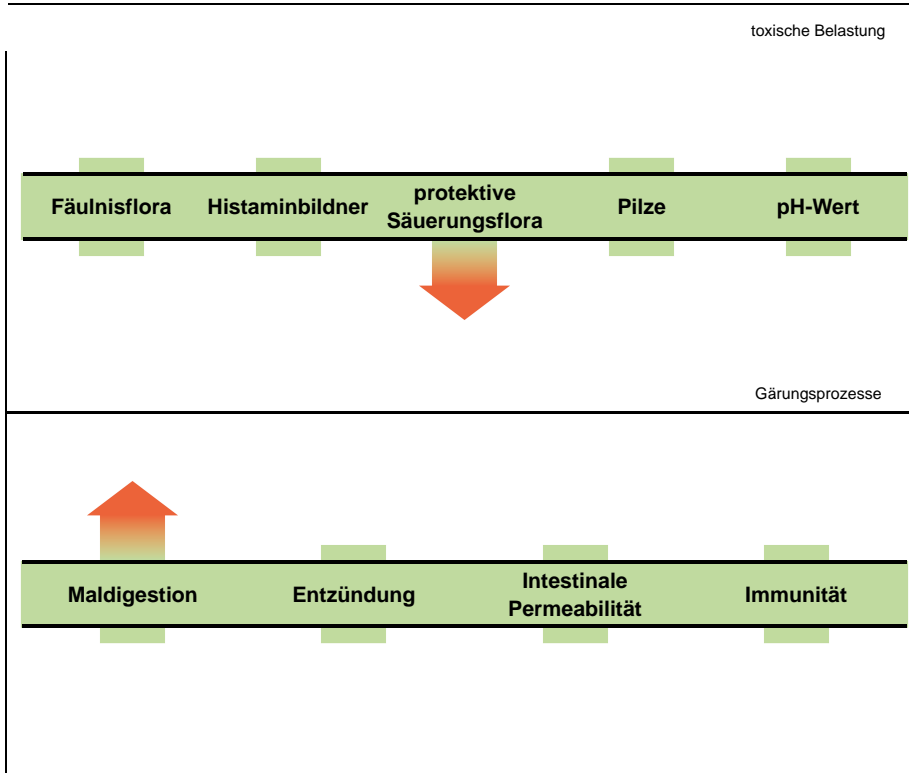 toxische Belastung
Fäulnisflora
Histaminbildner
protektive
Säuerungsflora
Pilze
pH-Wert
Gärungsprozesse
Maldigestion
Entzündung
Intestinale
Permeabilität
Immunität